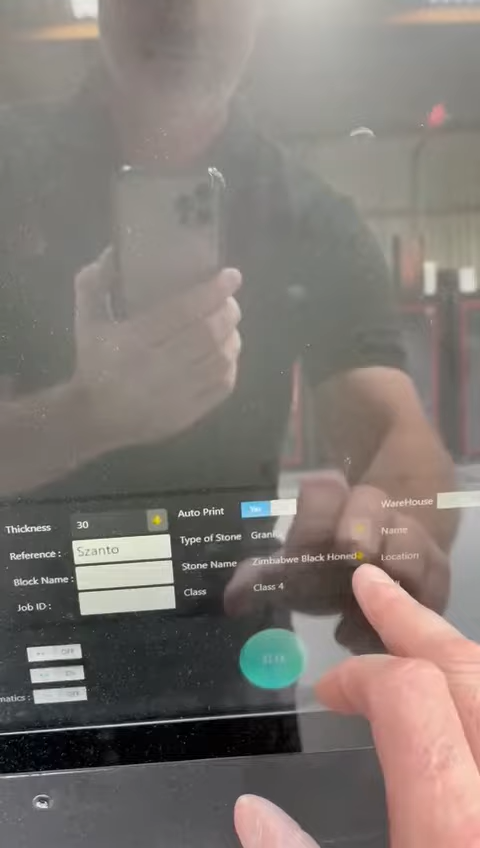 Thickness 30
Reference : Szanto
Block Name :
Job ID :
Auto Print Yes
Type of Stone
Stone Name Zimbabwe Black Honed
Class Class 4
WareHouse
Name
Location
OFF
matics :